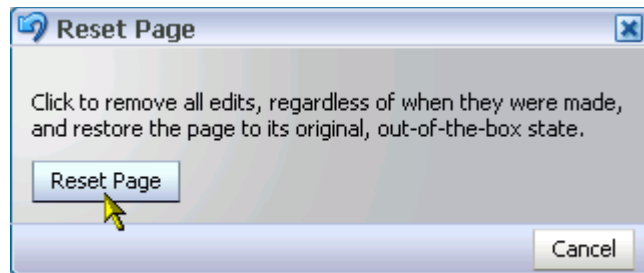 Reset Page
Click to remove all edits, regardless of when they were made,
and restore the page to its original, out-of-the-box state.
Reset Page
Cancel